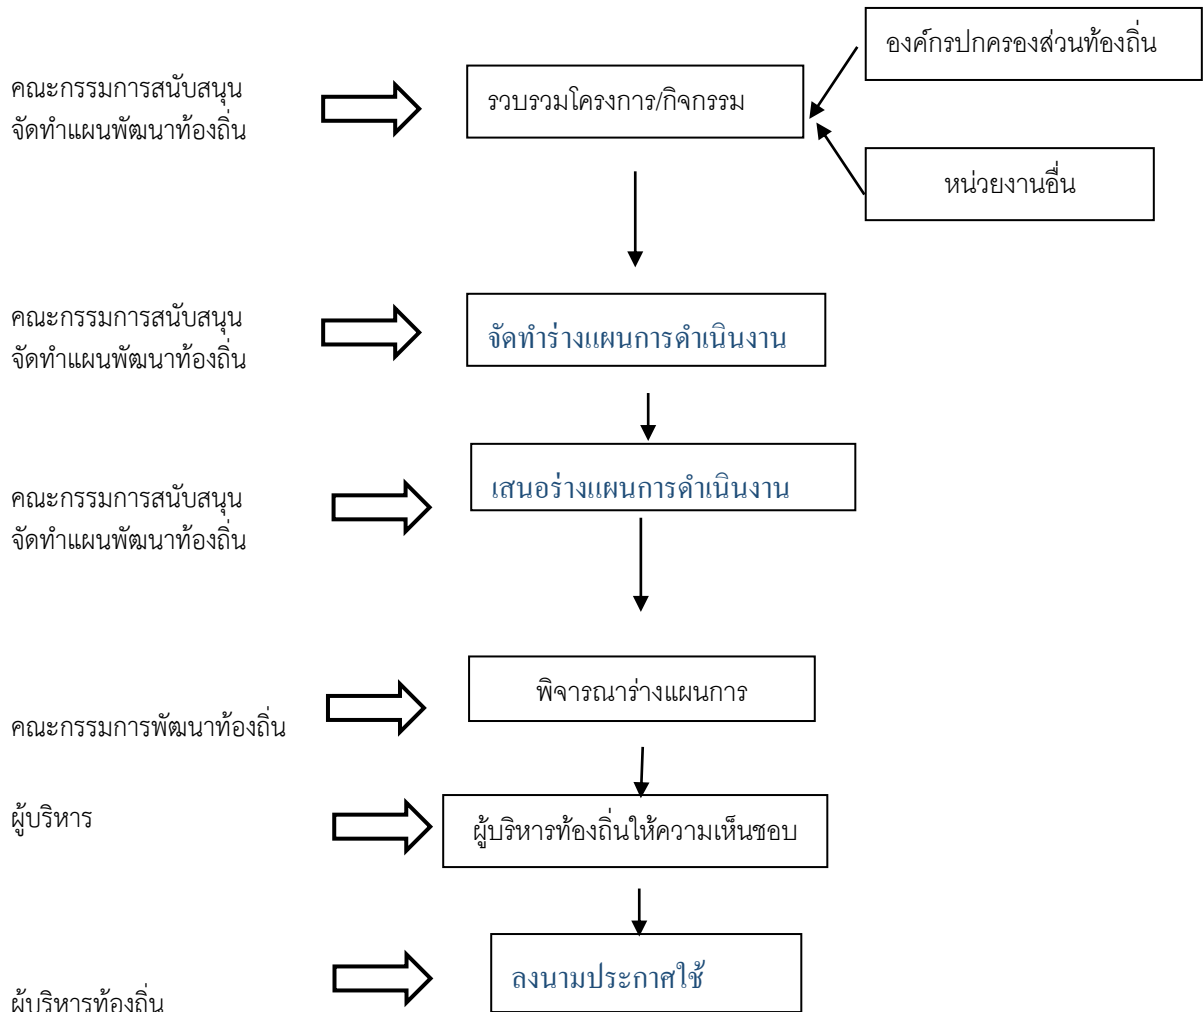 องค์กรปกครองส่วนท้องถิ่น
คณะกรรมการสนับสนุน
จัดทำแผนพัฒนาท้องถิ่น
รวบรวมโครงการ/กิจกรรม
หน่วยงานอื่น
คณะกรรมการสนับสนุน
จัดทำแผนพัฒนาท้องถิ่น
จัดทำร่างแผนการดำเนินงาน
คณะกรรมการสนับสนุน
จัดทำแผนพัฒนาท้องถิ่น
เสนอร่างแผนการดำเนินงาน
คณะกรรมการพัฒนาท้องถิ่น
พิจารณาร่างแผนการ
ผู้บริหาร
ผู้บริหารท้องถิ่นให้ความเห็นชอบ
ผู้บริหารท้องถิ่น
ลงนามประกาศใช้